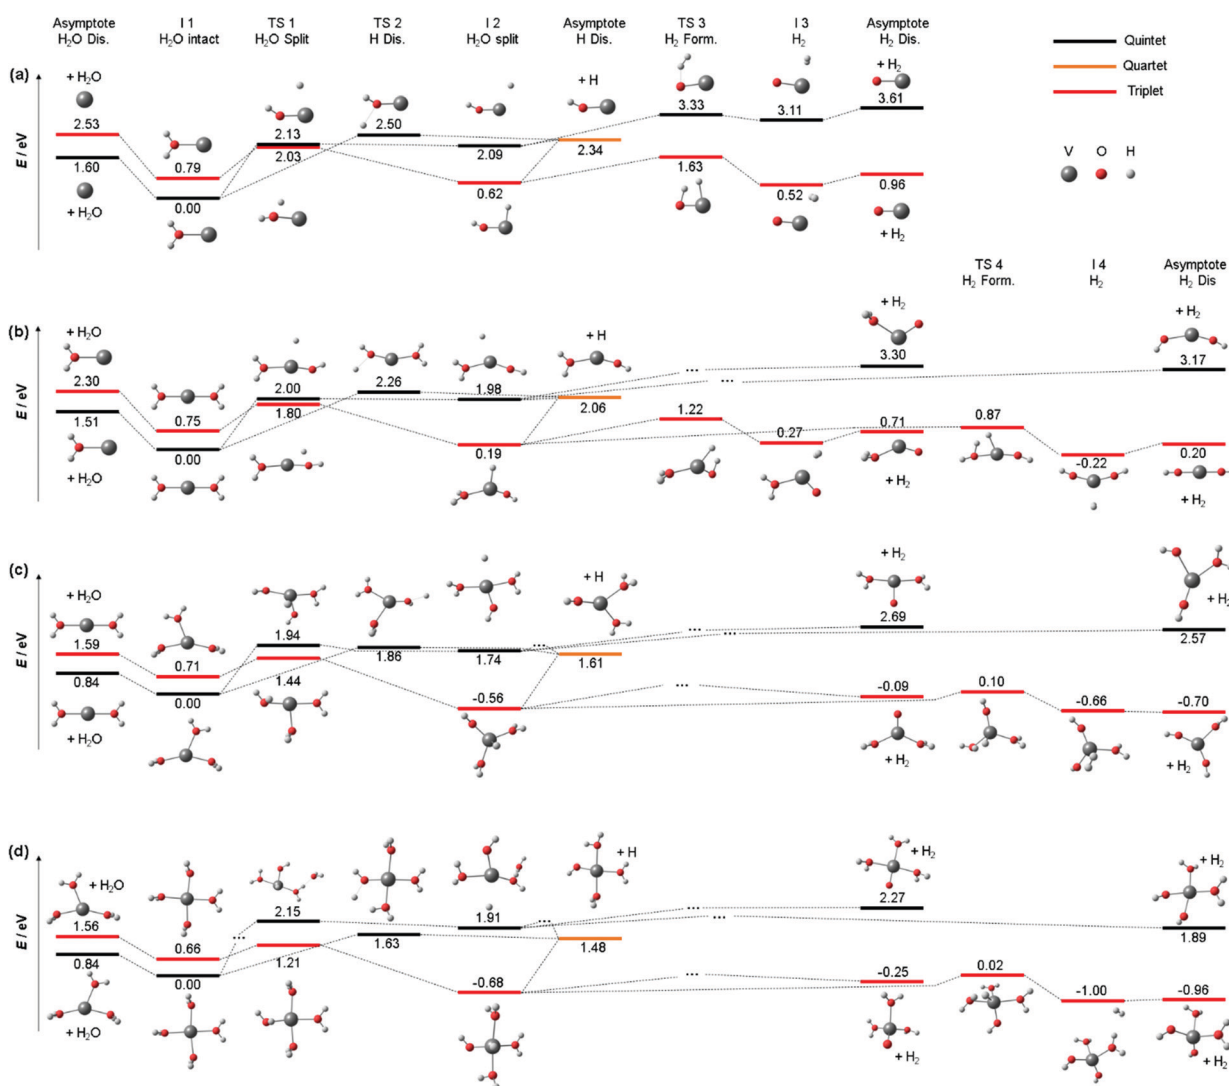 Asymptote I 1 TS 1 TS 2 I 2 Asymptote TS 3 I 3 Asymptote
H₂O Dis. H₂O intact H₂O Split H Dis. H₂O split H Dis. H₂ Form. H₂ H₂ Dis.
Quintet
Quartet
Triplet
V O H
(a)
E / eV
+ H₂O + H + H₂
2.53 0.79 2.13 2.50 2.09 2.34 3.33 3.11 3.61
1.60 0.00 2.03 0.62 1.63 0.52 0.96
+ H₂O + H₂
TS 4 I 4 Asymptote
H₂ Form. H₂ H₂ Dis
(b)
E / eV
+ H₂O + H + H₂ + H₂
2.30 0.75 2.00 2.26 1.98 2.06 ... 3.30 ... 3.17
1.51 0.00 1.80 0.19 1.22 0.27 0.71 0.87 -0.22 0.20
+ H₂O + H₂ + H₂
(c)
E / eV
+ H₂O + H + H₂ + H₂
1.59 0.71 1.94 1.86 1.74 ... 1.61 ... ... 2.69 2.57
0.84 0.00 1.44 -0.56 ... -0.09 0.10 -0.66 -0.70
+ H₂O + H₂ + H₂
(d)
E / eV
+ H₂O + H + H₂ + H₂
1.56 0.66 ... 2.15 1.63 1.91 ... 1.48 ... ... 2.27 1.89
0.84 0.00 1.21 -0.68 ... -0.25 0.02 -1.00 -0.96
+ H₂O + H₂ + H₂